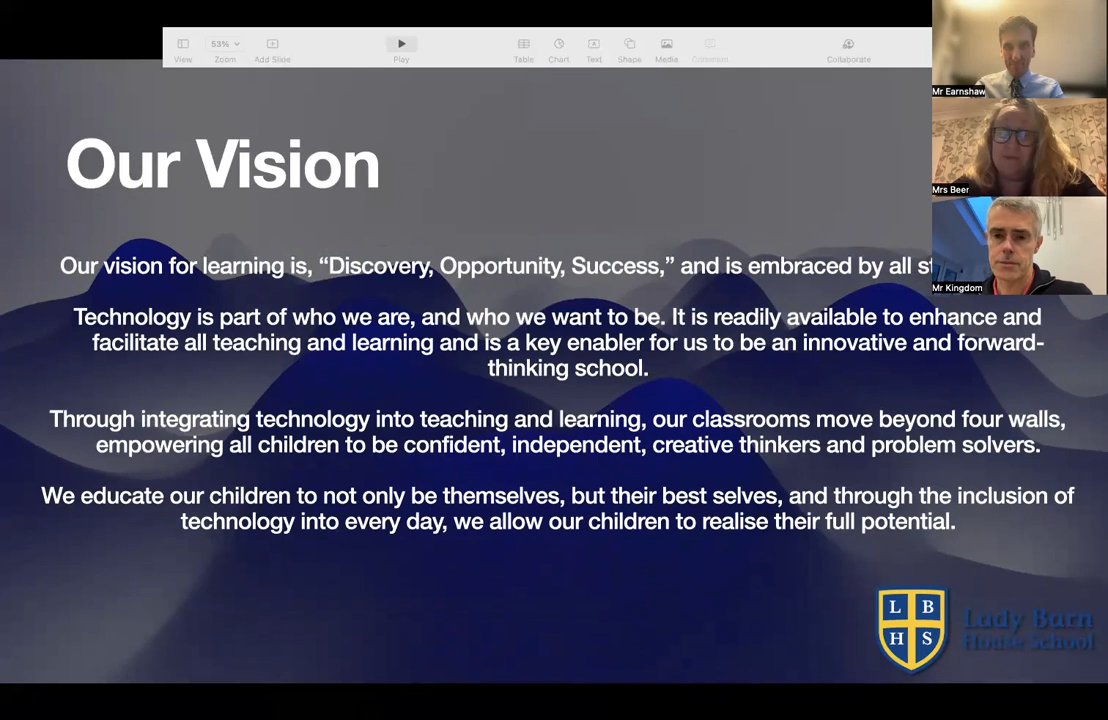 53%
View
Zoom
Add Slide
Play
Table
Chart
Text
Shape
Media
Comment
Collaborate
Mr Earnshaw
Mrs Beer
Mr Kingdom
Our Vision
Our vision for learning is, “Discovery, Opportunity, Success,” and is embraced by all st
Technology is part of who we are, and who we want to be. It is readily available to enhance and
facilitate all teaching and learning and is a key enabler for us to be an innovative and forward-
thinking school.
Through integrating technology into teaching and learning, our classrooms move beyond four walls,
empowering all children to be confident, independent, creative thinkers and problem solvers.
We educate our children to not only be themselves, but their best selves, and through the inclusion of
technology into every day, we allow our children to realise their full potential.
L B
H S
Lady Barn
House School